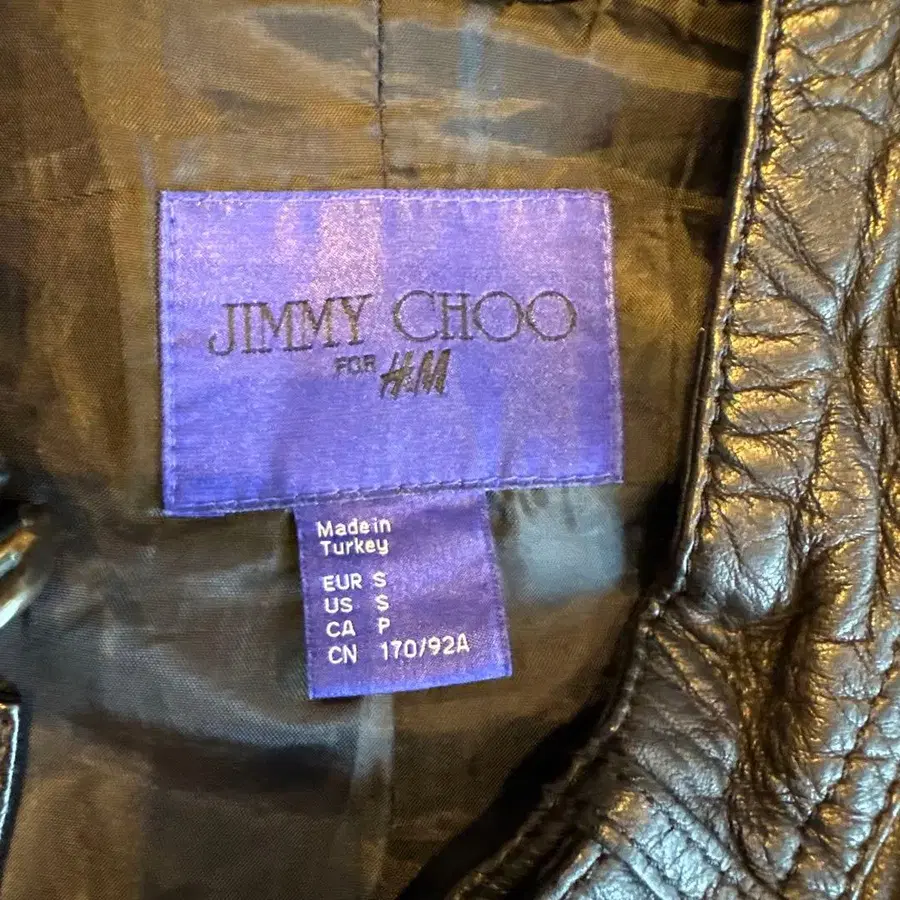 JIMMY CHOO
FOR H&M
Made in
Turkey
EUR S
US S
CA P
CN 170/92A